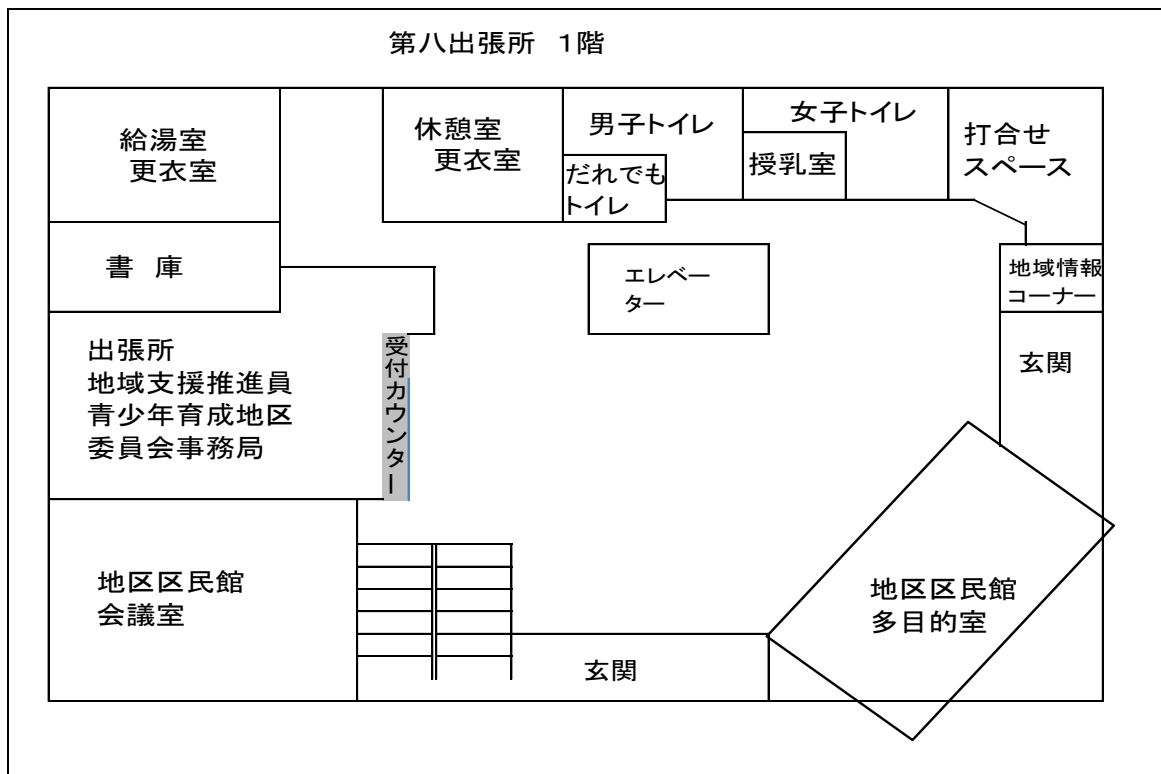 第八出張所 1階
給湯室
更衣室
休憩室
更衣室
男子トイレ
だれでも
トイレ
女子トイレ
授乳室
打合せ
スペース
書 庫
エレベー
ター
地域情報
コーナー
出張所
地域支援推進員
青少年育成地区
委員会事務局
受付カウンター
玄関
地区区民館
会議室
玄関
地区区民館
多目的室